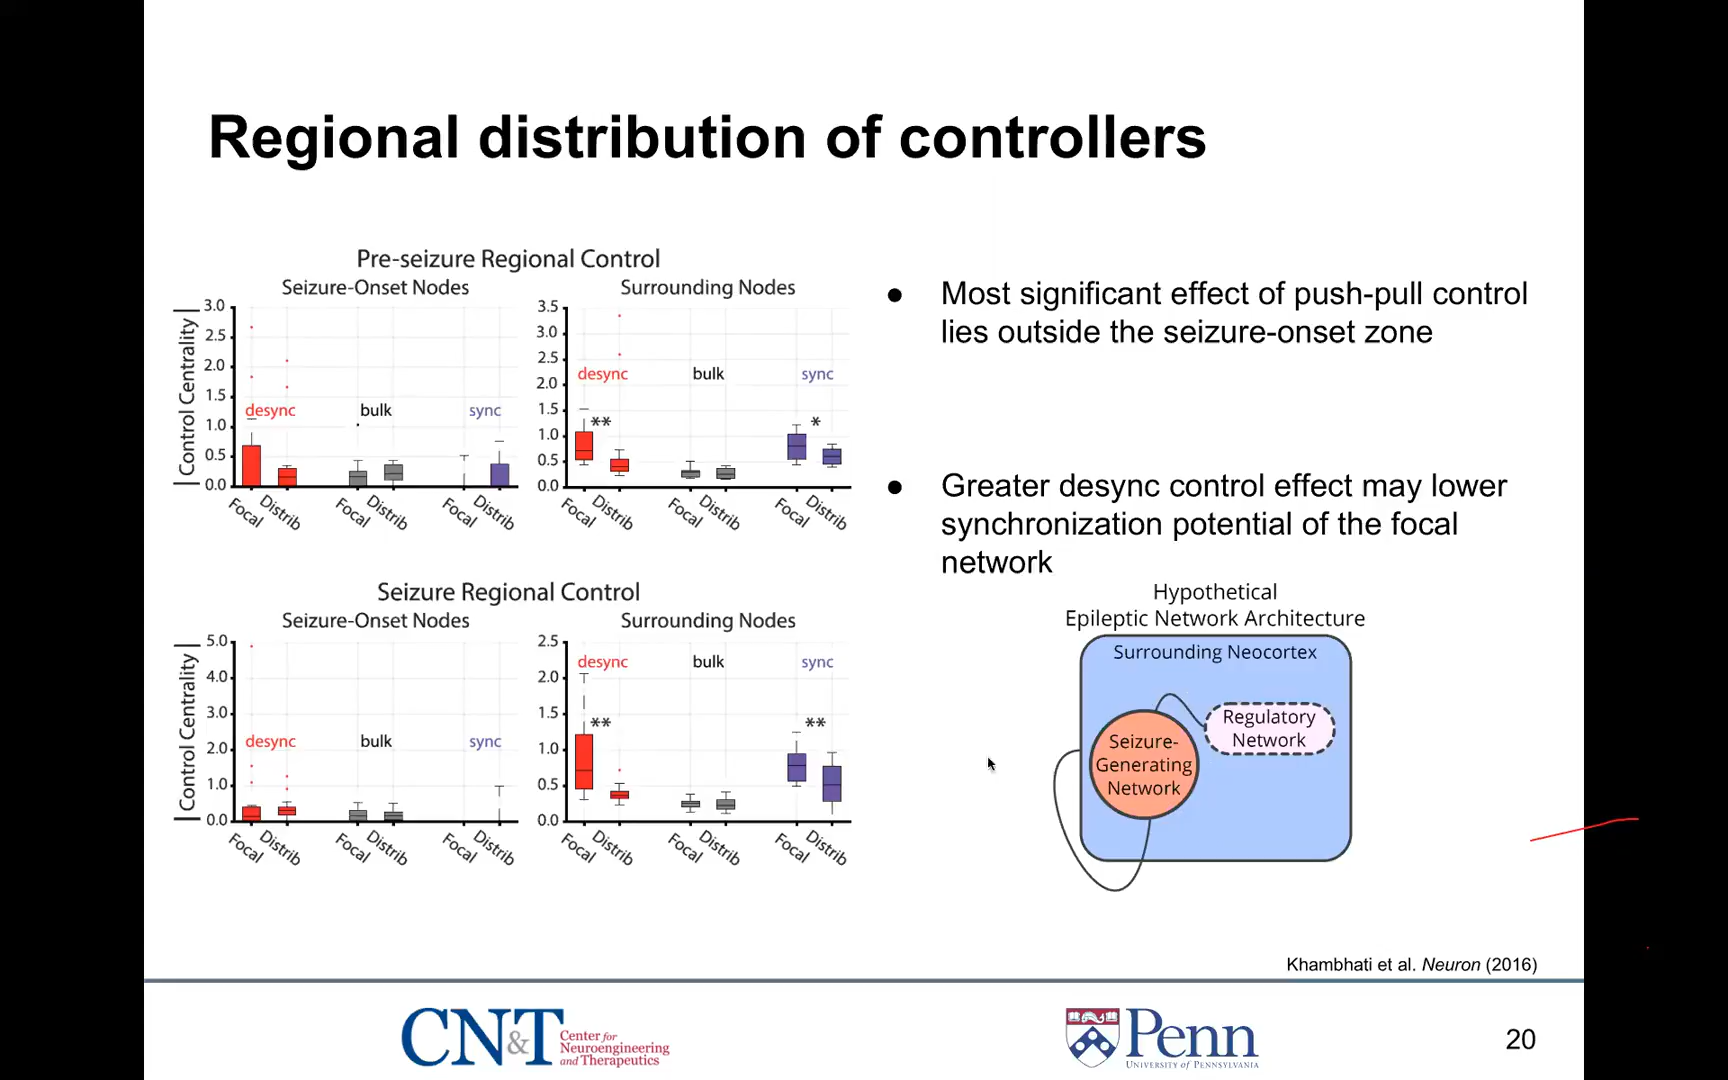 Regional distribution of controllers
Pre-seizure Regional Control
Seizure-Onset Nodes
Surrounding Nodes
|Control Centrality|
3.0
2.5
2.0
1.5
1.0
0.5
0.0
desync
bulk
sync
Focal
Distrib
Focal
Distrib
Focal
Distrib
3.5
3.0
2.5
2.0
1.5
1.0
0.5
0.0
desync
bulk
sync
**
*
Focal
Distrib
Focal
Distrib
Focal
Distrib
Seizure Regional Control
Seizure-Onset Nodes
Surrounding Nodes
|Control Centrality|
5.0
4.0
3.0
2.0
1.0
0.0
desync
bulk
sync
Focal
Distrib
Focal
Distrib
Focal
Distrib
2.5
2.0
1.5
1.0
0.5
0.0
desync
bulk
sync
**
**
Focal
Distrib
Focal
Distrib
Focal
Distrib
● Most significant effect of push-pull control
lies outside the seizure-onset zone
● Greater desync control effect may lower
synchronization potential of the focal
network
Hypothetical
Epileptic Network Architecture
Surrounding Neocortex
Regulatory
Network
Seizure-
Generating
Network
Khambhati et al. Neuron (2016)
CN&T
Center for
Neuroengineering
and Therapeutics
Penn
UNIVERSITY of PENNSYLVANIA
20